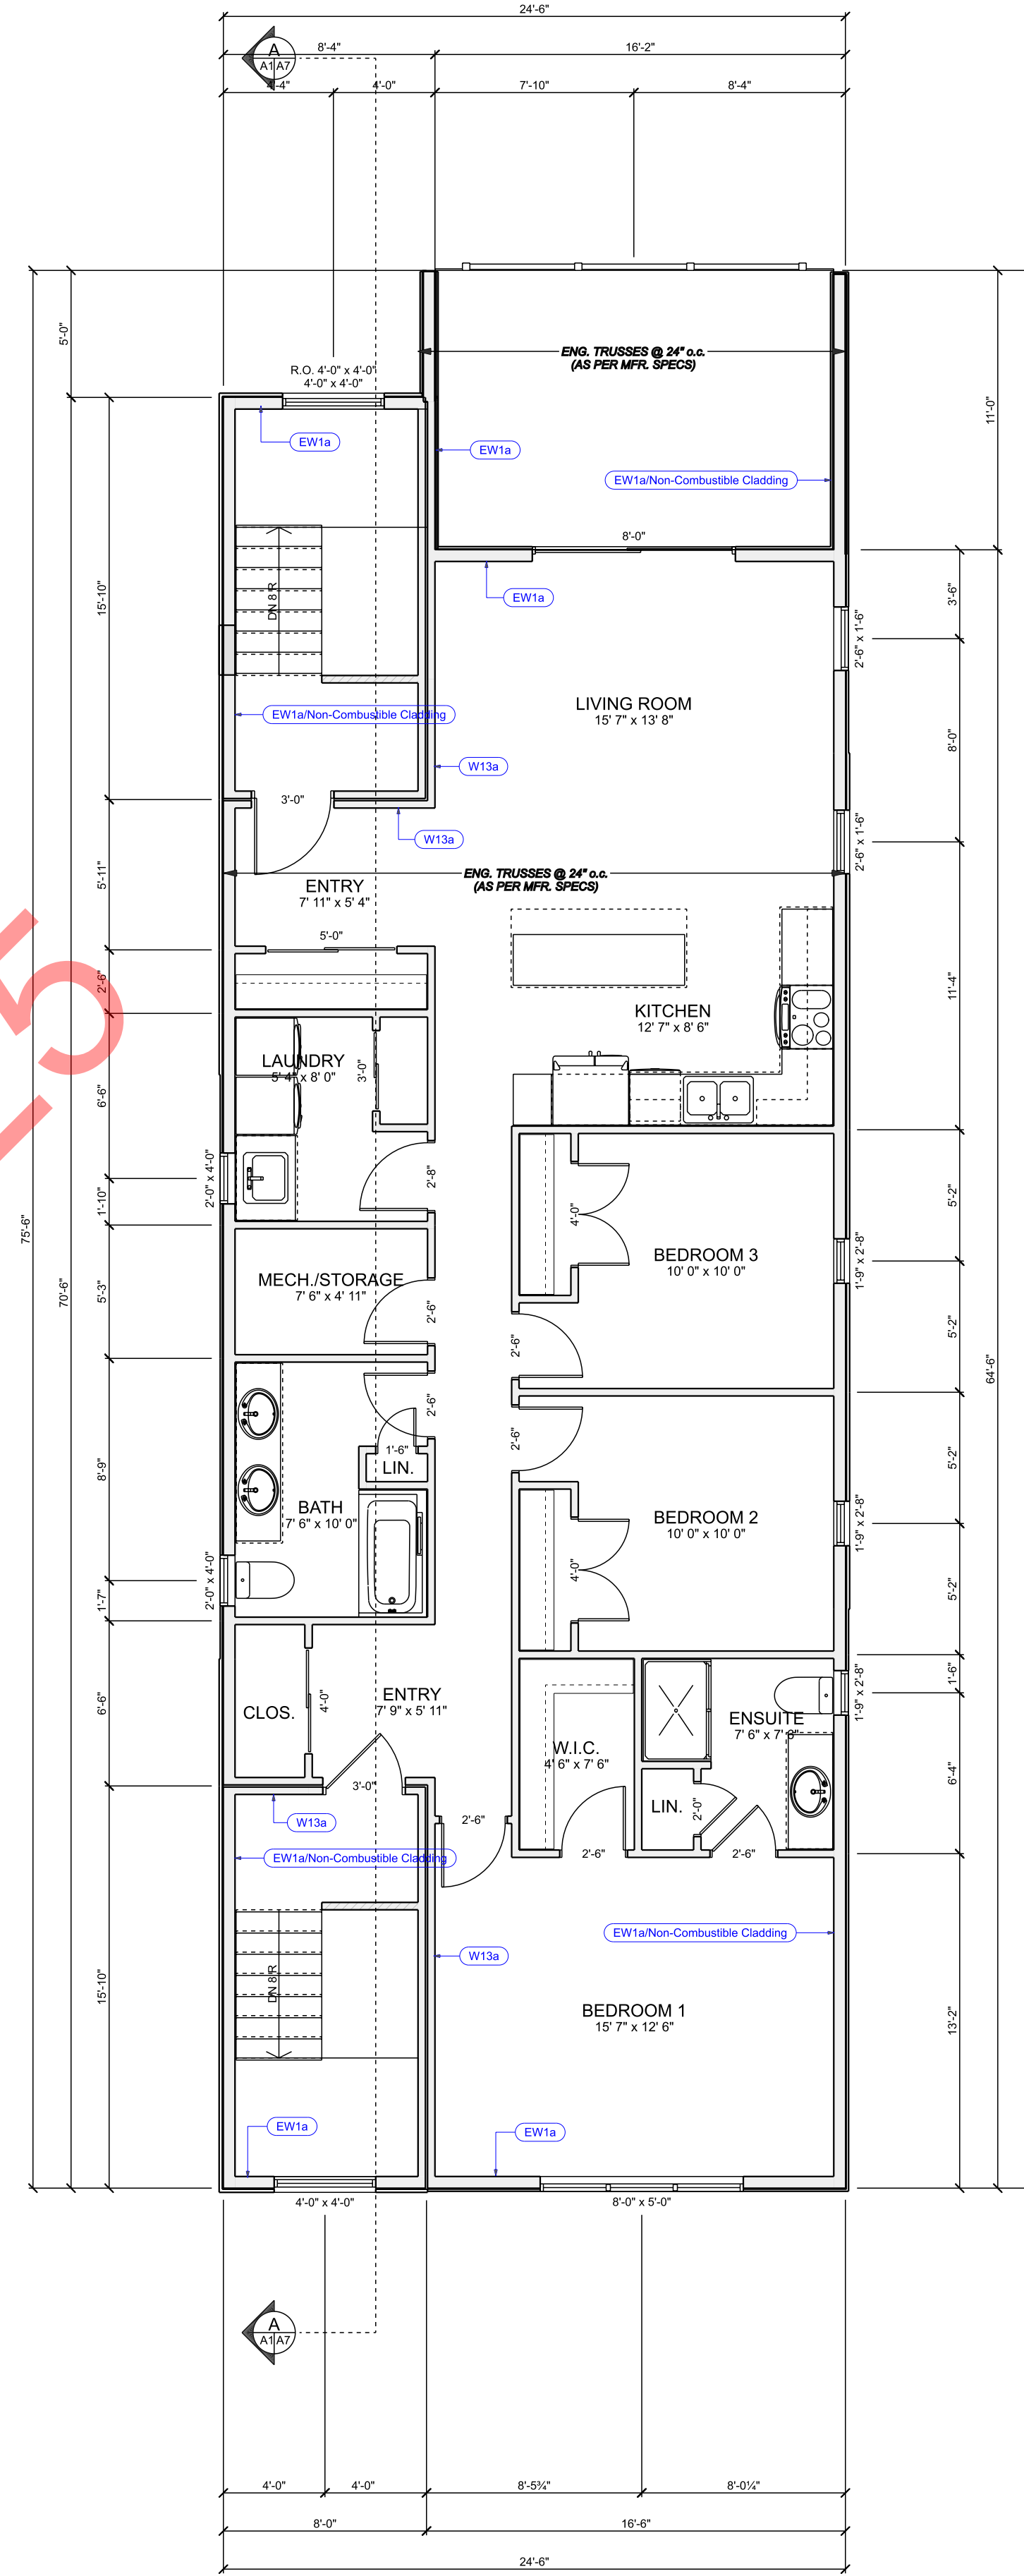 24'-6"
8'-4"
16'-2"
A
A1 A7
4'-4"
4'-0"
7'-10"
8'-4"
5'-0"
ENG. TRUSSES @ 24" o.c.
(AS PER MFR. SPECS)
R.O. 4'-0" x 4'-0"
4'-0" x 4'-0"
11'-0"
EW1a
EW1a
EW1a/Non-Combustible Cladding
8'-0"
15'-10"
DN 8'R
EW1a
3'-6"
2'-6" x 1'-6"
LIVING ROOM
15' 7" x 13' 8"
EW1a/Non-Combustible Cladding
8'-0"
W13a
3'-0"
W13a
2'-6" x 1'-6"
5'-11"
ENG. TRUSSES @ 24" o.c.
(AS PER MFR. SPECS)
ENTRY
7' 11" x 5' 4"
5'-0"
5
2'-6"
11'-4"
KITCHEN
12' 7" x 8' 6"
LAUNDRY
5' 4" x 8' 0"
3'-0"
6'-6"
2'-0" x 4'-0"
2'-8"
1'-10"
5'-2"
4'-0"
75'-6"
70'-6"
BEDROOM 3
10' 0" x 10' 0"
1'-9" x 2'-8"
MECH./STORAGE
7' 6" x 4' 11"
5'-3"
2'-6"
2'-6"
5'-2"
64'-6"
2'-6"
2'-6"
1'-6"
LIN.
8'-9"
5'-2"
BATH
7' 6" x 10' 0"
BEDROOM 2
10' 0" x 10' 0"
1'-9" x 2'-8"
4'-0"
2'-0" x 4'-0"
1'-7"
5'-2"
6'-6"
CLOS.
4'-0"
ENTRY
7' 9" x 5' 11"
1'-6"
1'-9" x 2'-8"
ENSUITE
7' 6" x 7' 6"
W.I.C.
4' 6" x 7' 6"
6'-4"
3'-0"
LIN.
2'-0"
W13a
2'-6"
2'-6"
2'-6"
EW1a/Non-Combustible Cladding
EW1a/Non-Combustible Cladding
W13a
15'-10"
DN 8'R
BEDROOM 1
15' 7" x 12' 6"
13'-2"
EW1a
EW1a
4'-0" x 4'-0"
8'-0" x 5'-0"
A
A1 A7
4'-0"
4'-0"
8'-5¾"
8'-0¼"
8'-0"
16'-6"
24'-6"